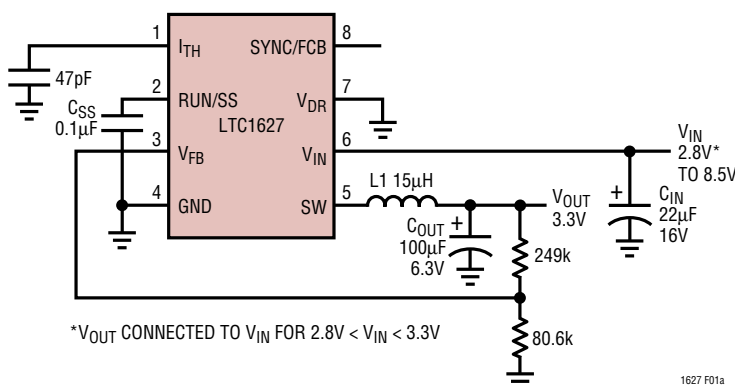 1
I_TH
SYNC/FCB
8
47pF
2
RUN/SS
V_DR
7
C_SS
0.1µF
LTC1627
3
V_FB
V_IN
6
V_IN
2.8V*
TO 8.5V
4
GND
SW
5
L1 15µH
V_OUT
3.3V
C_IN
22µF
16V
+
C_OUT
100µF
6.3V
+
249k
*V_OUT CONNECTED TO V_IN FOR 2.8V < V_IN < 3.3V
80.6k
1627 F01a